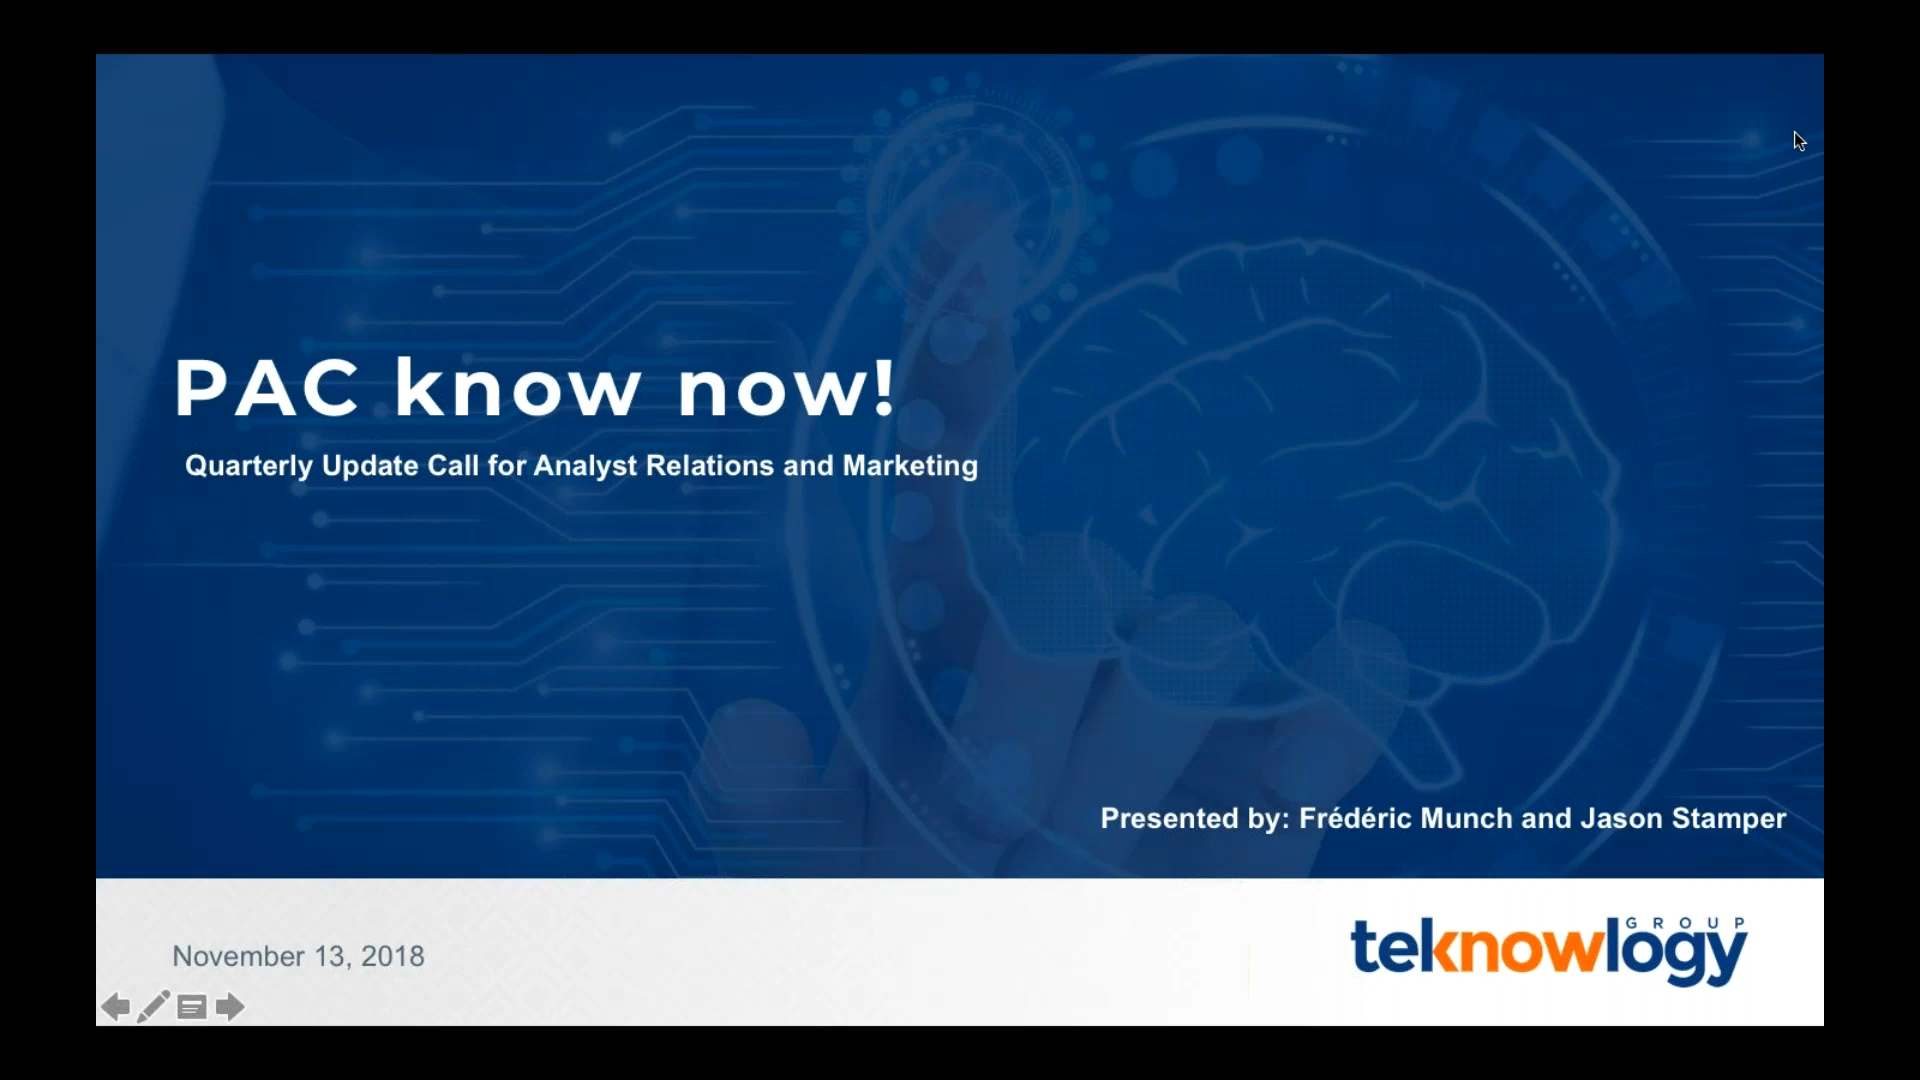 PAC know now!
Quarterly Update Call for Analyst Relations and Marketing
Presented by: Frédéric Munch and Jason Stamper
November 13, 2018
GROUP
teknowlogy